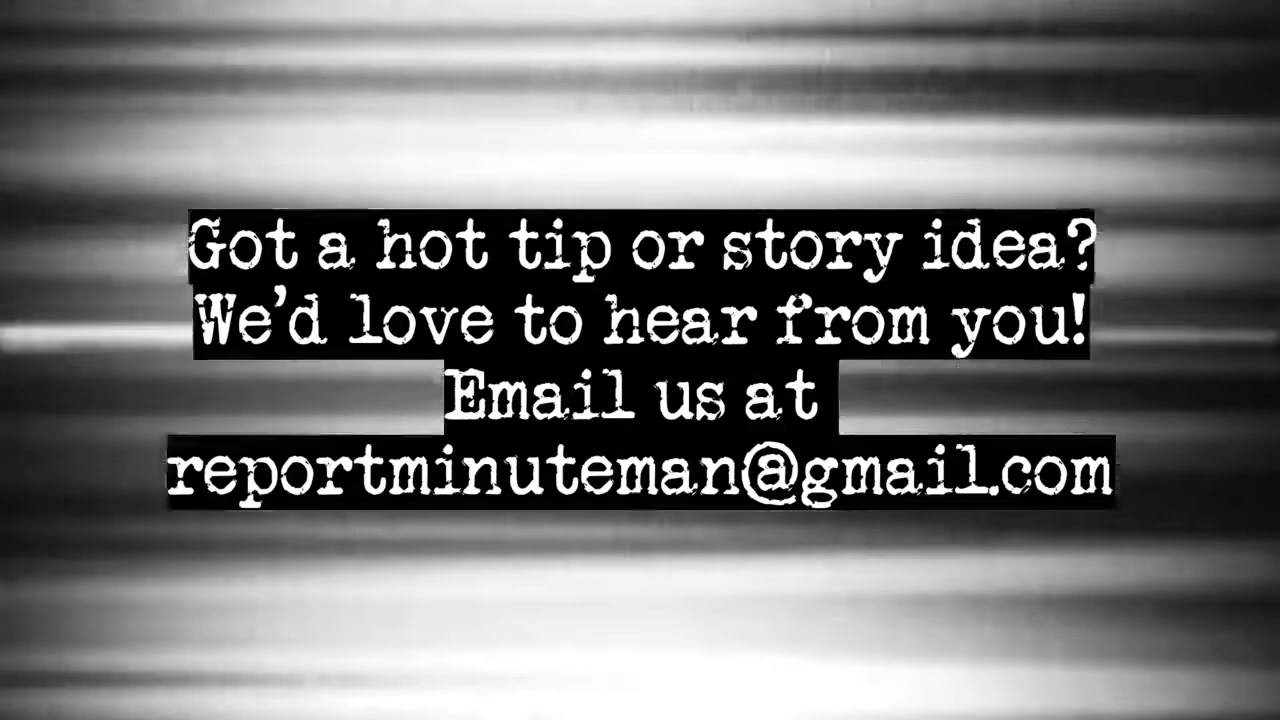 Got a hot tip or story idea?
We'd love to hear from you!
Email us at
reportminuteman@gmail.com